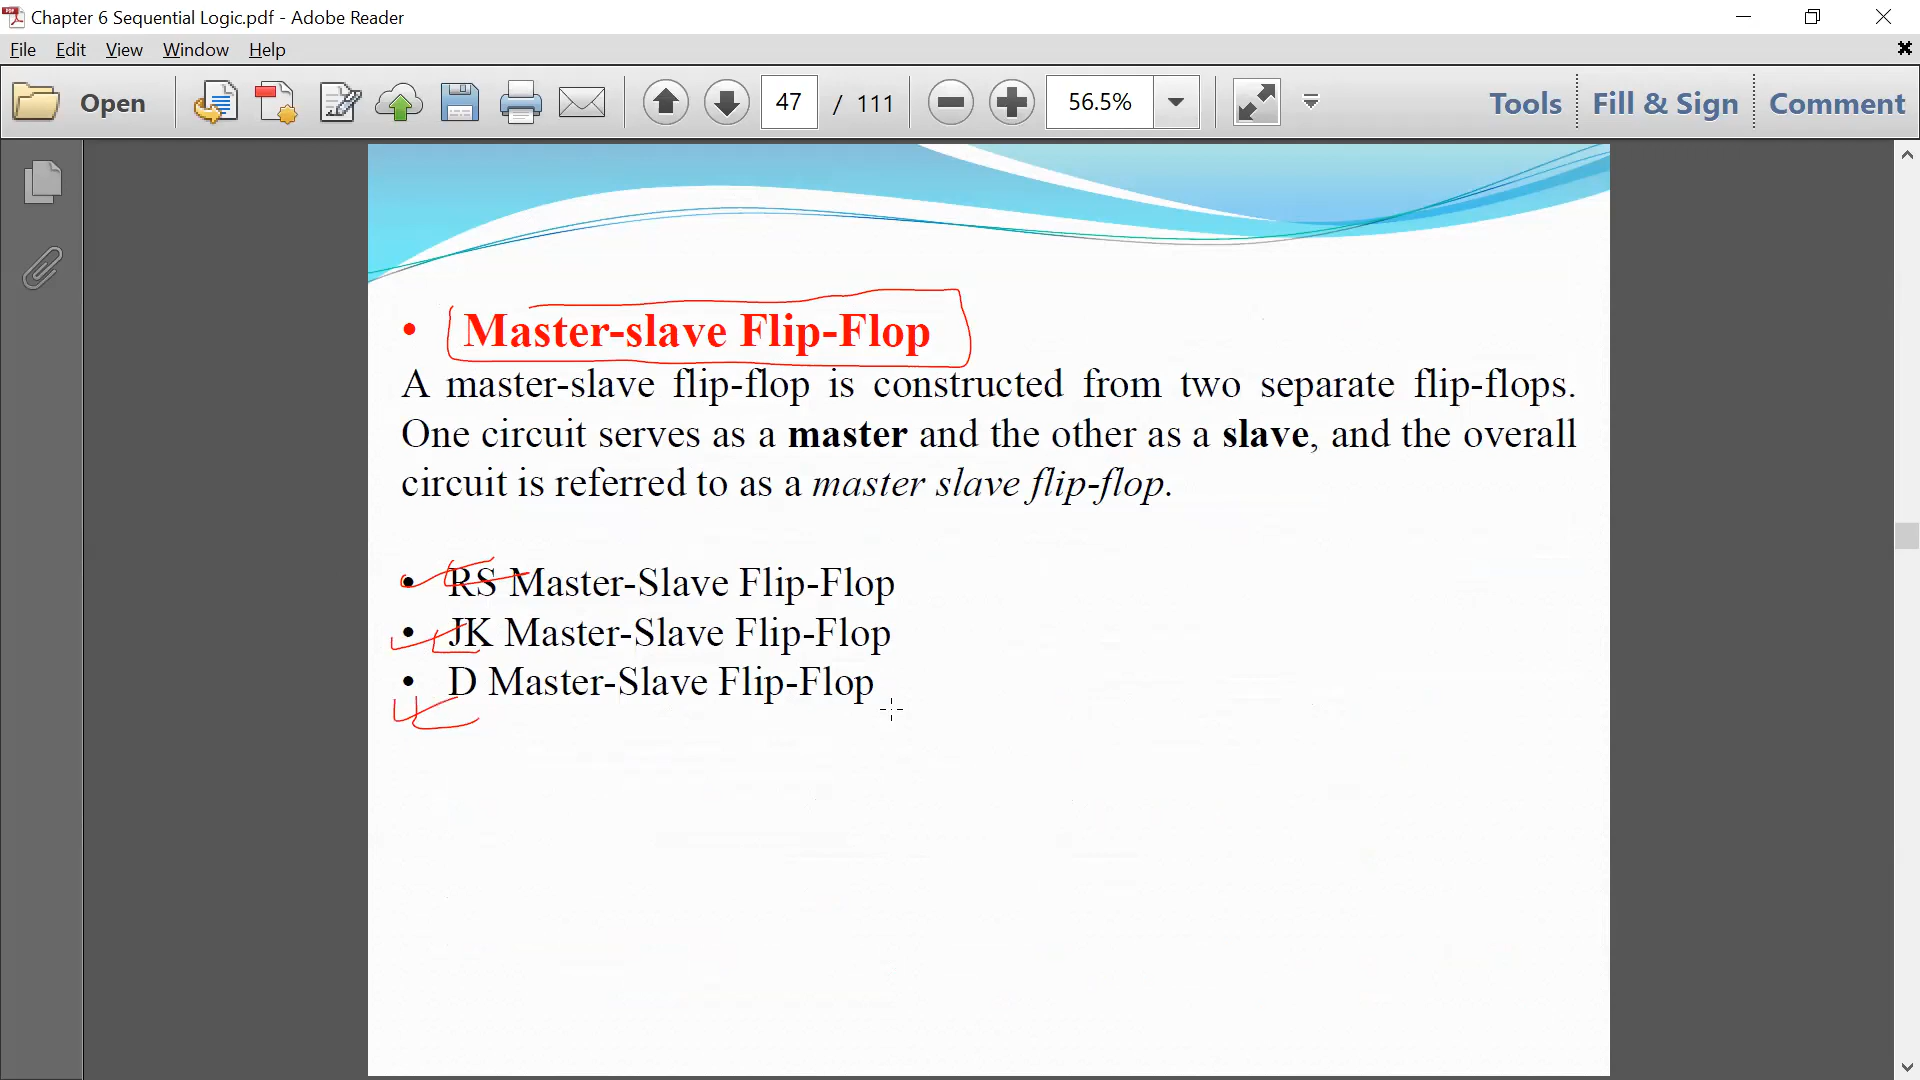 Chapter 6 Sequential Logic.pdf - Adobe Reader
File Edit View Window Help
Open 47 / 111 56.5% Tools Fill & Sign Comment
• Master-slave Flip-Flop
A master-slave flip-flop is constructed from two separate flip-flops.
One circuit serves as a master and the other as a slave, and the overall
circuit is referred to as a master slave flip-flop.
• RS Master-Slave Flip-Flop
• JK Master-Slave Flip-Flop
• D Master-Slave Flip-Flop